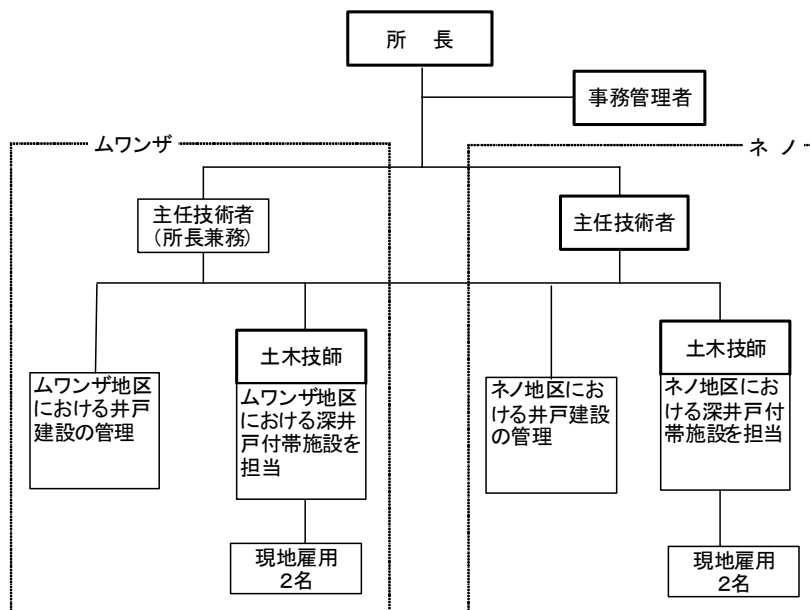 所　長
事務管理者
ムワンザ
ネ ノ
主任技術者
(所長兼務)
主任技術者
ムワンザ地区
における井戸
建設の管理
土木技師
ムワンザ地区
における深井
戸付帯施設を
担当
現地雇用
2名
ネノ地区にお
ける井戸建設
の管理
土木技師
ネノ地区にお
ける深井戸付
帯施設を担当
現地雇用
2名